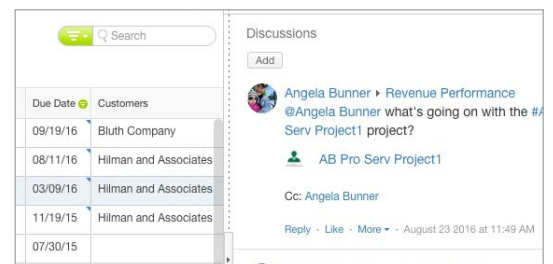 Search
Due Date Customers
09/19/16 Bluth Company
08/11/16 Hilman and Associates
03/09/16 Hilman and Associates
11/19/15 Hilman and Associates
07/30/15
Discussions
Add
Angela Bunner ▸ Revenue Performance
@Angela Bunner what's going on with the #A
Serv Project1 project?
AB Pro Serv Project1
Cc: Angela Bunner
Reply · Like · More ▾ · August 23 2016 at 11:49 AM